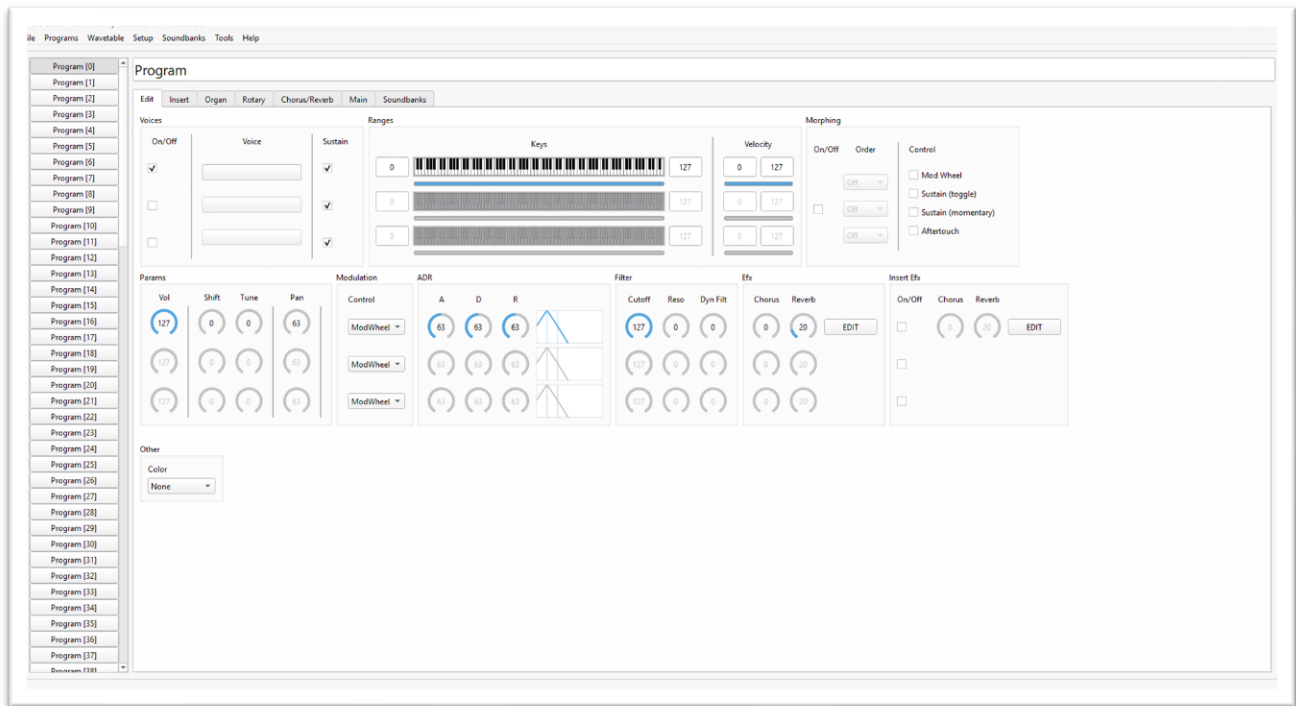 ile Programs Wavetable Setup Soundbanks Tools Help
Program [0]
Program [1]
Program [2]
Program [3]
Program [4]
Program [5]
Program [6]
Program [7]
Program [8]
Program [9]
Program [10]
Program [11]
Program [12]
Program [13]
Program [14]
Program [15]
Program [16]
Program [17]
Program [18]
Program [19]
Program [20]
Program [21]
Program [22]
Program [23]
Program [24]
Program [25]
Program [26]
Program [27]
Program [28]
Program [29]
Program [30]
Program [31]
Program [32]
Program [33]
Program [34]
Program [35]
Program [36]
Program [37]
Program [38]
Program
Edit Insert Organ Rotary Chorus/Reverb Main Soundbanks
Voices
On/Off Voice Sustain
Ranges
Keys Velocity
0 127 0 127
0 127 0 127
0 127 0 127
Morphing
On/Off Order Control
Off
Off
Off
Mod Wheel
Sustain (toggle)
Sustain (momentary)
Aftertouch
Params
Vol Shift Tune Pan
127 0 0 63
127 0 0 63
127 0 0 63
Modulation
Control
ModWheel
ModWheel
ModWheel
ADR
A D R
63 63 63
63 63 63
63 63 63
Filter
Cutoff Reso Dyn Filt
127 0 0
127 0 0
127 0 0
Efx
Chorus Reverb
0 20 EDIT
0 20
0 20
Insert Efx
On/Off Chorus Reverb
0 20 EDIT
Other
Color
None